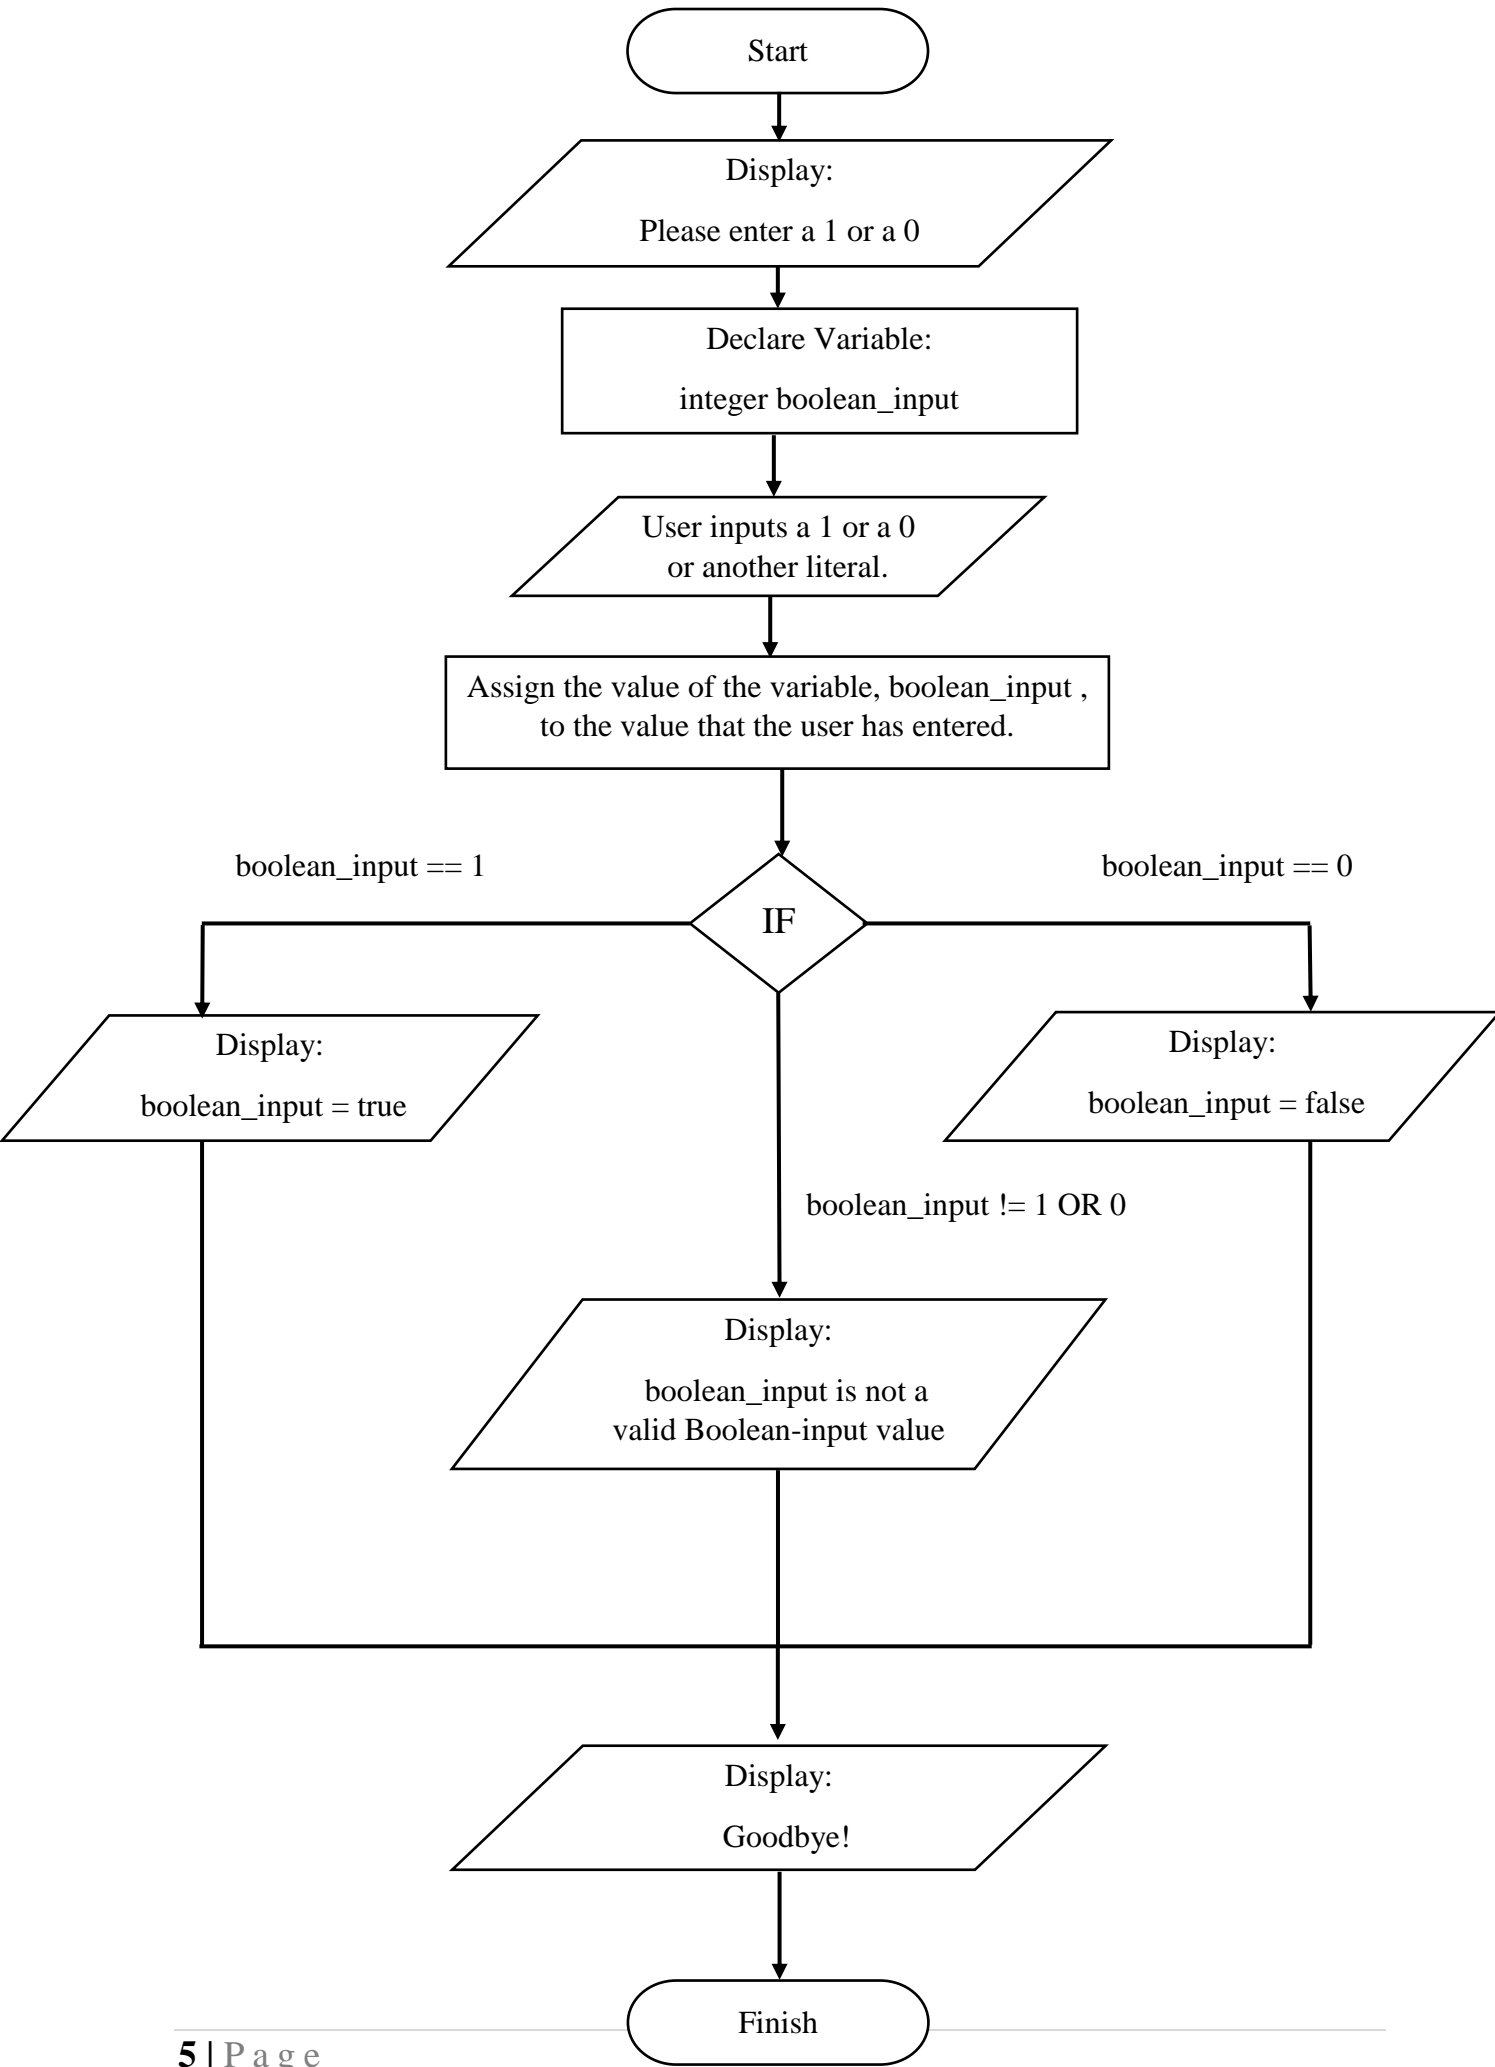 Start
Display:
Please enter a 1 or a 0
Declare Variable:
integer boolean_input
User inputs a 1 or a 0
or another literal.
Assign the value of the variable, boolean_input ,
to the value that the user has entered.
boolean_input == 1
boolean_input == 0
IF
Display:
boolean_input = true
Display:
boolean_input = false
boolean_input != 1 OR 0
Display:
boolean_input is not a
valid Boolean-input value
Display:
Goodbye!
Finish
5 | P a g e